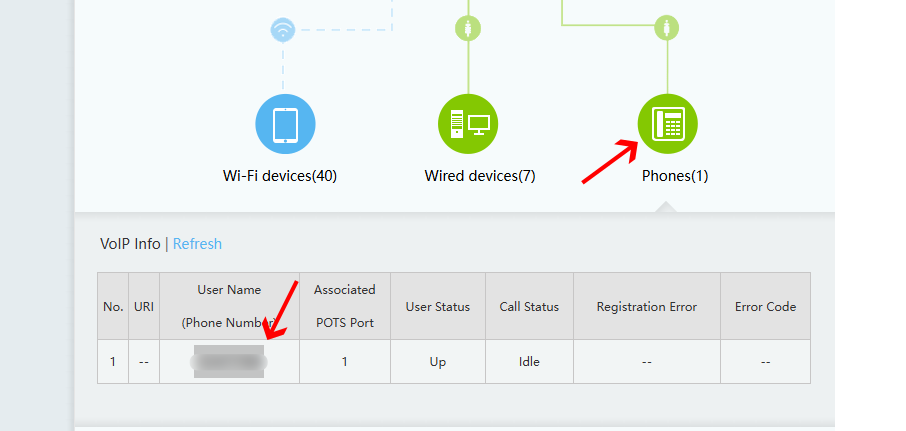 Wi-Fi devices(40)
Wired devices(7)
Phones(1)
VoIP Info | Refresh
No. URI User Name (Phone Number) Associated POTS Port User Status Call Status Registration Error Error Code
1 -- 1 Up Idle -- --